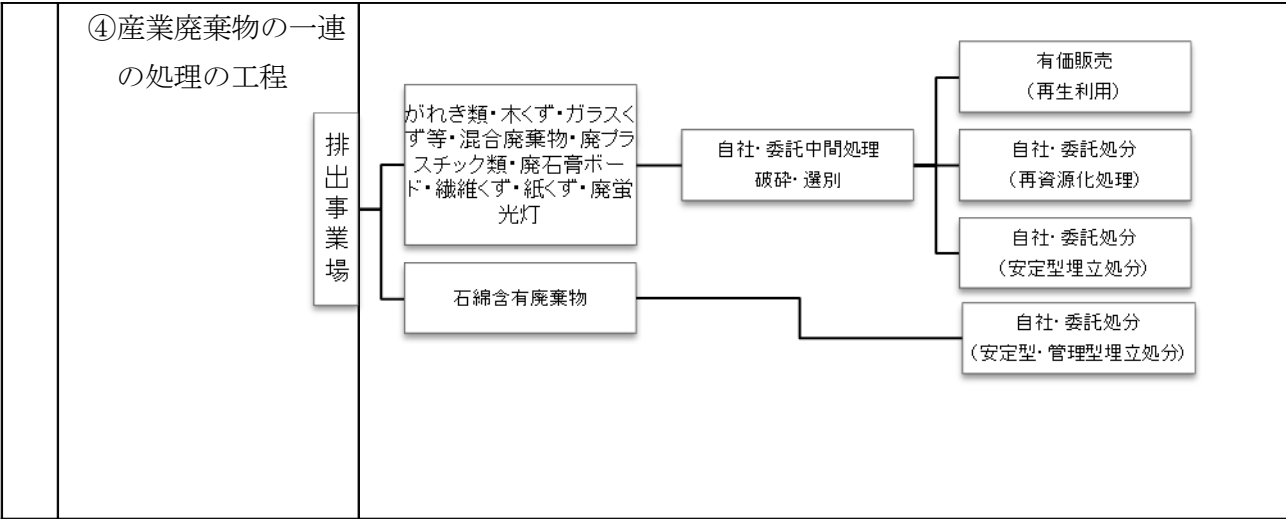 ④産業廃棄物の一連
の処理の工程
排出事業場
がれき類・木くず・ガラスく
ず等・混合廃棄物・廃プラ
スチック類・廃石膏ボー
ド・繊維くず・紙くず・廃蛍
光灯
石綿含有廃棄物
自社・委託中間処理
破砕・選別
有価販売
（再生利用）
自社・委託処分
（再資源化処理）
自社・委託処分
（安定型埋立処分）
自社・委託処分
（安定型・管理型埋立処分）